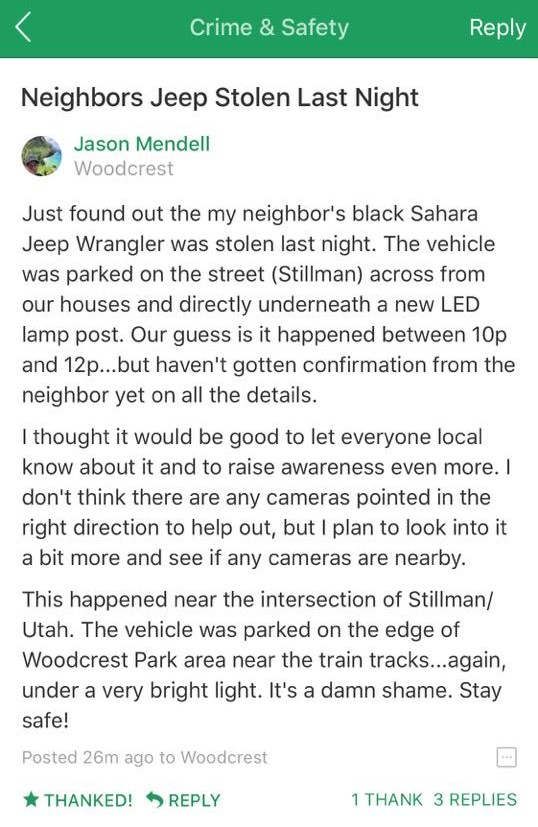 Crime & Safety
Reply
Neighbors Jeep Stolen Last Night
Jason Mendell
Woodcrest
Just found out the my neighbor's black Sahara
Jeep Wrangler was stolen last night. The vehicle
was parked on the street (Stillman) across from
our houses and directly underneath a new LED
lamp post. Our guess is it happened between 10p
and 12p...but haven't gotten confirmation from the
neighbor yet on all the details.
I thought it would be good to let everyone local
know about it and to raise awareness even more. I
don't think there are any cameras pointed in the
right direction to help out, but I plan to look into it
a bit more and see if any cameras are nearby.
This happened near the intersection of Stillman/
Utah. The vehicle was parked on the edge of
Woodcrest Park area near the train tracks...again,
under a very bright light. It's a damn shame. Stay
safe!
Posted 26m ago to Woodcrest
THANKED! REPLY 1 THANK 3 REPLIES